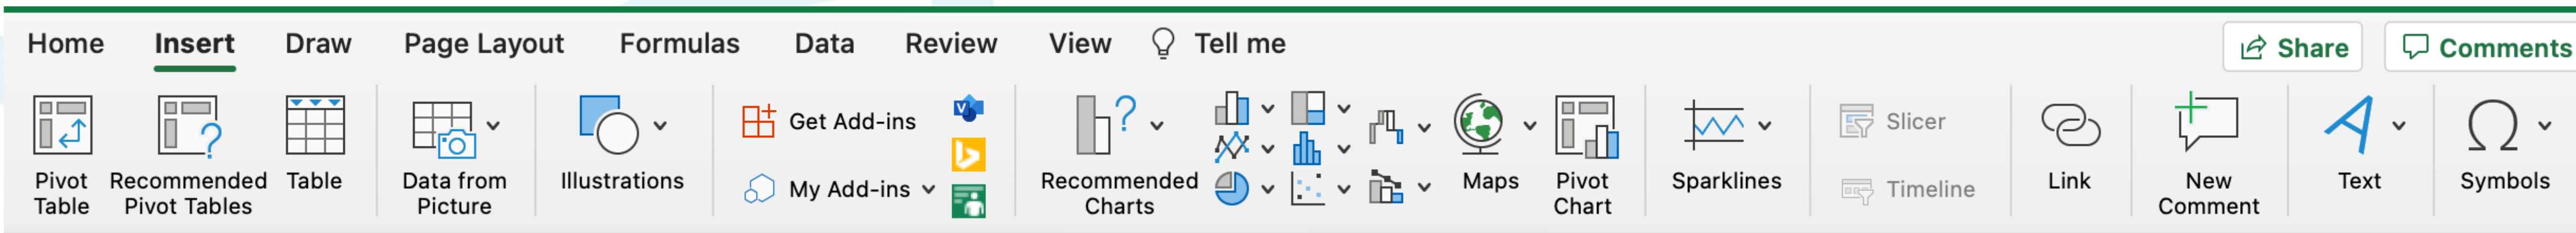 Home Insert Draw Page Layout Formulas Data Review View Tell me Share Comments
Pivot
Table
Recommended
Pivot Tables
Table
Data from
Picture
Illustrations
Get Add-ins
My Add-ins
Recommended
Charts
Maps
Pivot
Chart
Sparklines
Slicer
Timeline
Link
New
Comment
Text
Symbols